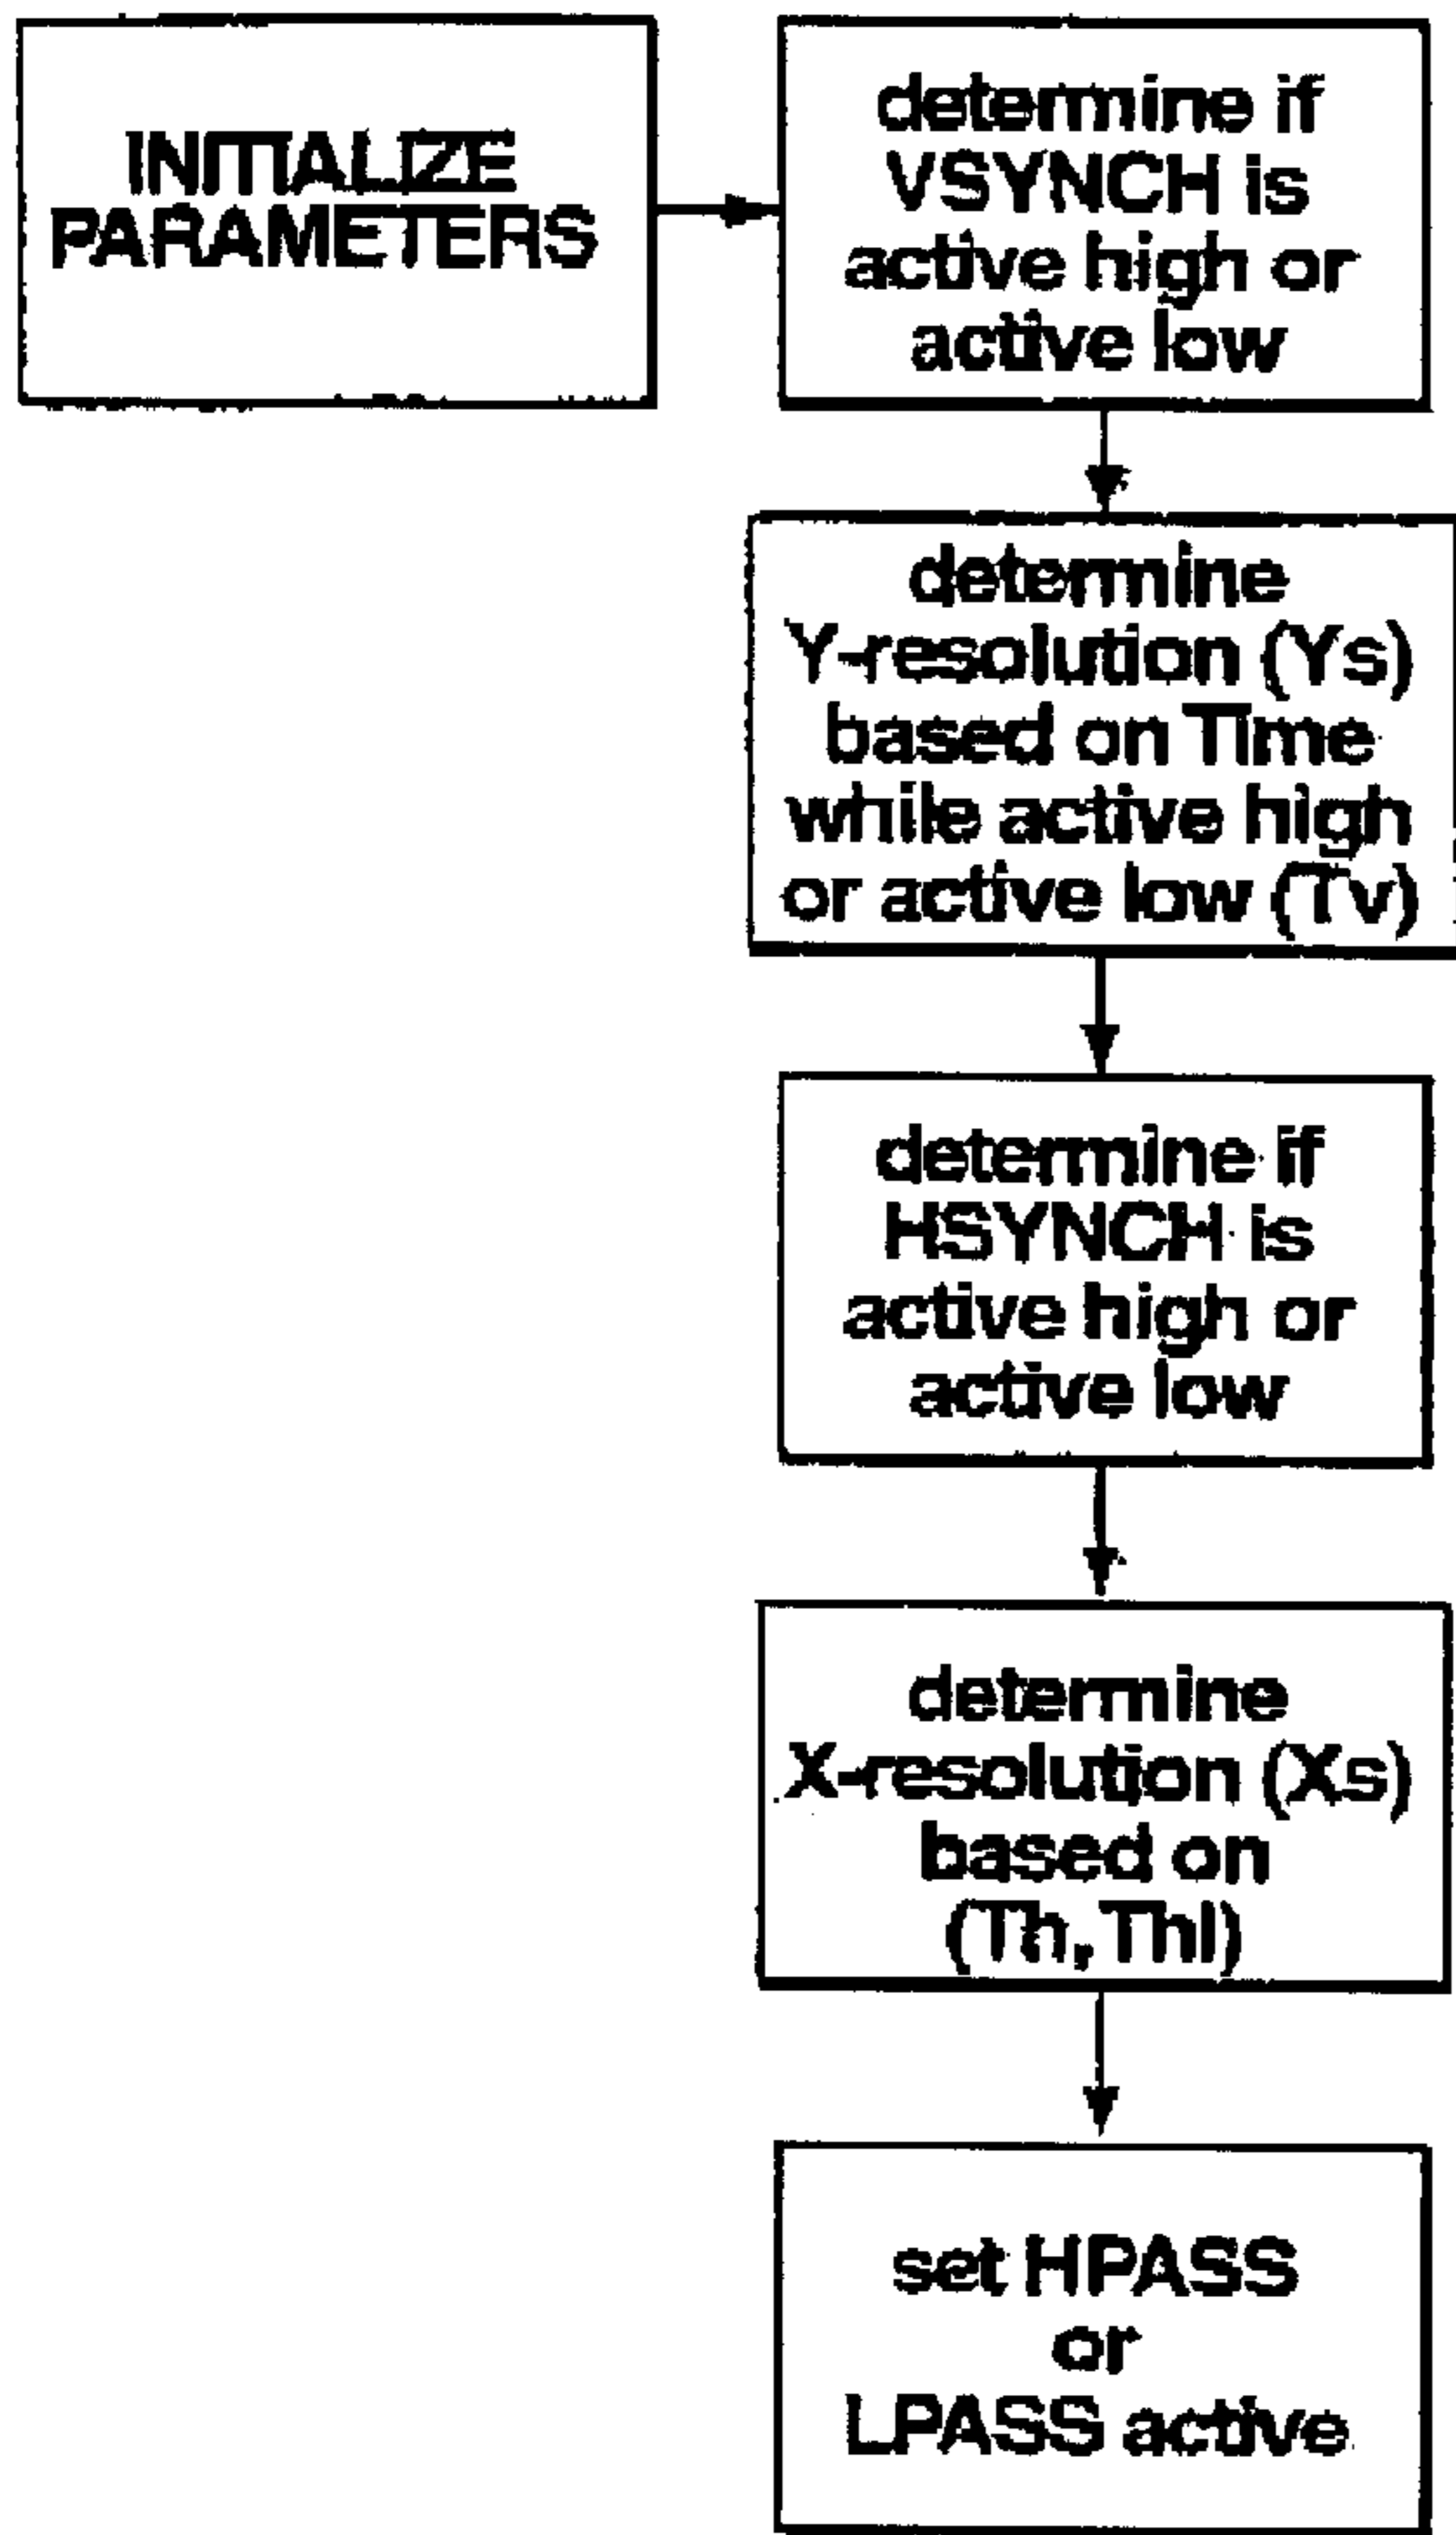 INITIALIZE
PARAMETERS
determine if
VSYNCH is
active high or
active low
determine
Y-resolution (Ys)
based on Time
while active high
or active low (Tv)
determine if
HSYNCH is
active high or
active low
determine
X-resolution (Xs)
based on
(Th, Thl)
set HPASS
or
LPASS active